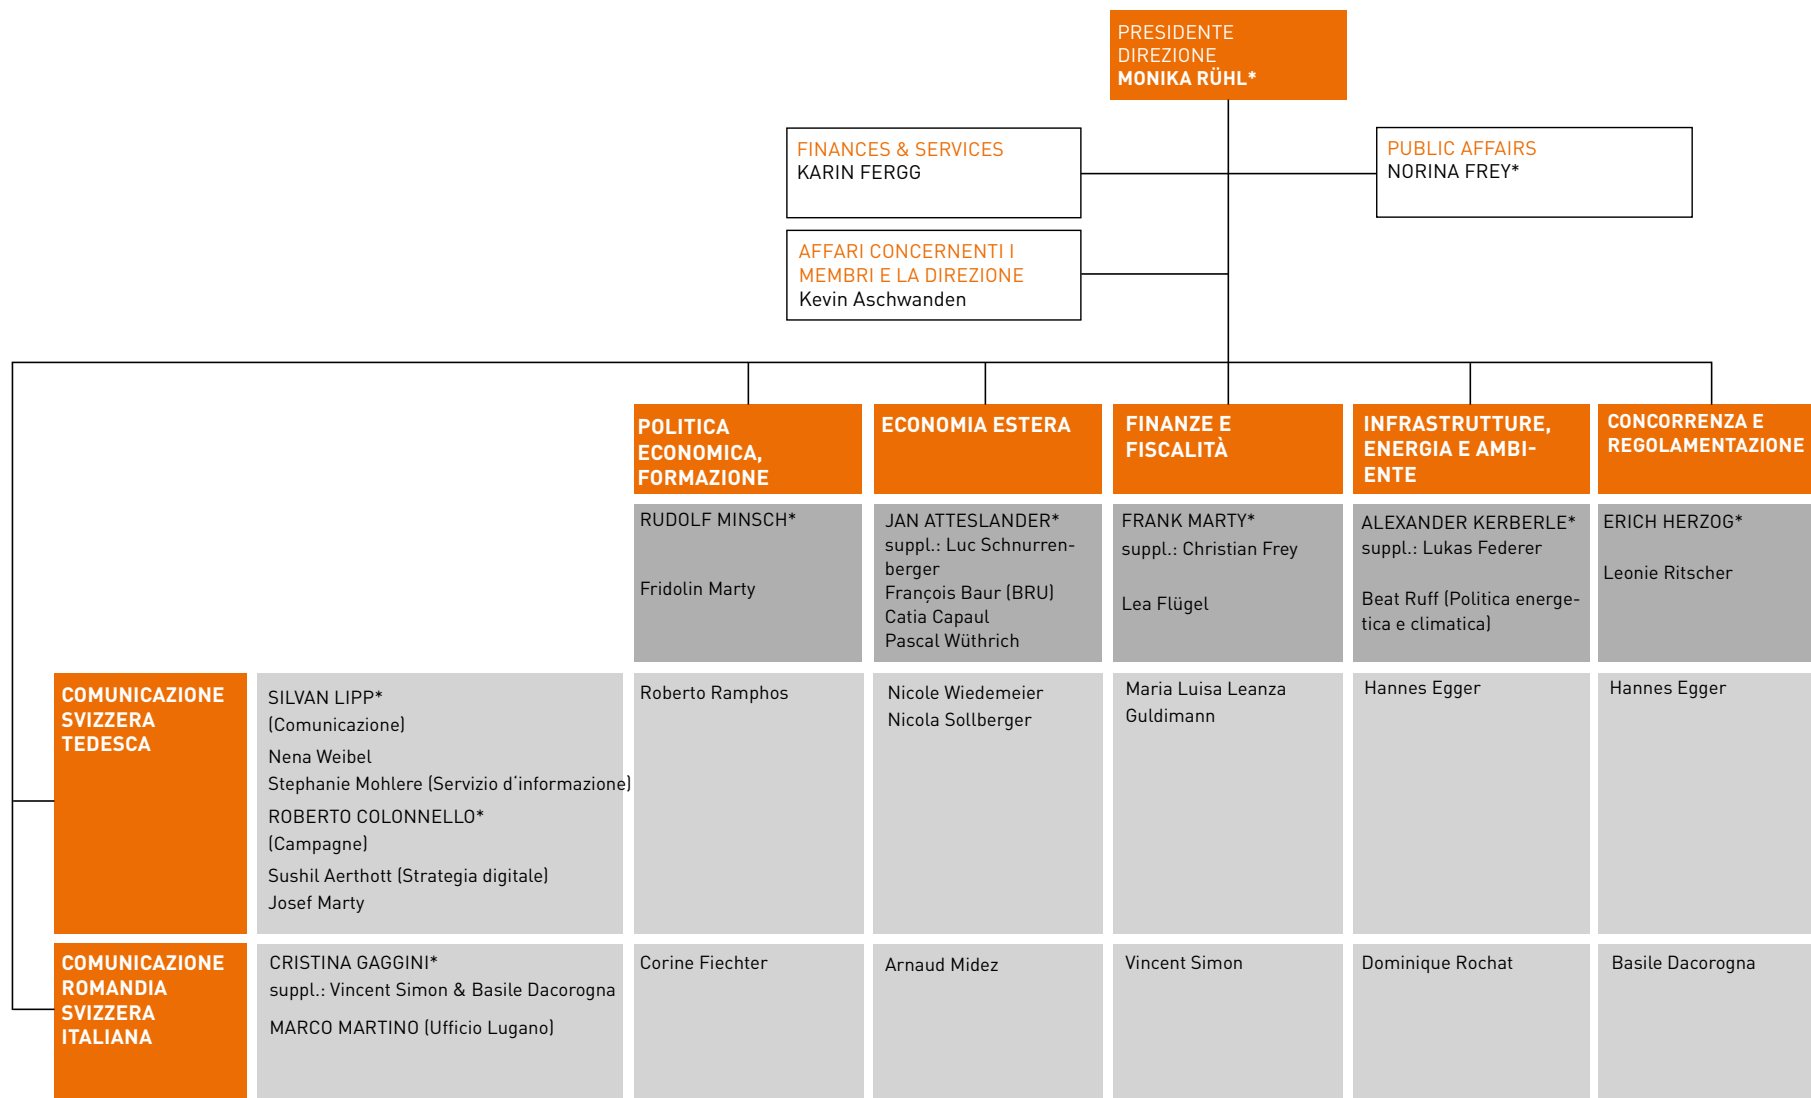 PRESIDENTE
DIREZIONE
MONIKA RÜHL*
FINANCES & SERVICES
KARIN FERGG
PUBLIC AFFAIRS
NORINA FREY*
AFFARI CONCERNENTI I
MEMBRI E LA DIREZIONE
Kevin Aschwanden
POLITICA
ECONOMICA,
FORMAZIONE
ECONOMIA ESTERA
FINANZE E
FISCALITÀ
INFRASTRUTTURE,
ENERGIA E AMBI-
ENTE
CONCORRENZA E
REGOLAMENTAZIONE
RUDOLF MINSCH*
Fridolin Marty
JAN ATTESLANDER*
suppl.: Luc Schnurren-
berger
François Baur (BRU)
Catia Capaul
Pascal Wüthrich
FRANK MARTY*
suppl.: Christian Frey
Lea Flügel
ALEXANDER KERBERLE*
suppl.: Lukas Federer
Beat Ruff (Politica energe-
tica e climatica)
ERICH HERZOG*
Leonie Ritscher
COMUNICAZIONE
SVIZZERA
TEDESCA
SILVAN LIPP*
(Comunicazione)
Nena Weibel
Stephanie Mohlere (Servizio d'informazione)
ROBERTO COLONNELLO*
(Campagne)
Sushil Aerthott (Strategia digitale)
Josef Marty
Roberto Ramphos
Nicole Wiedemeier
Nicola Sollberger
Maria Luisa Leanza
Guldimann
Hannes Egger
Hannes Egger
COMUNICAZIONE
ROMANDIA
SVIZZERA
ITALIANA
CRISTINA GAGGINI*
suppl.: Vincent Simon & Basile Dacorogna
MARCO MARTINO (Ufficio Lugano)
Corine Fiechter
Arnaud Midez
Vincent Simon
Dominique Rochat
Basile Dacorogna